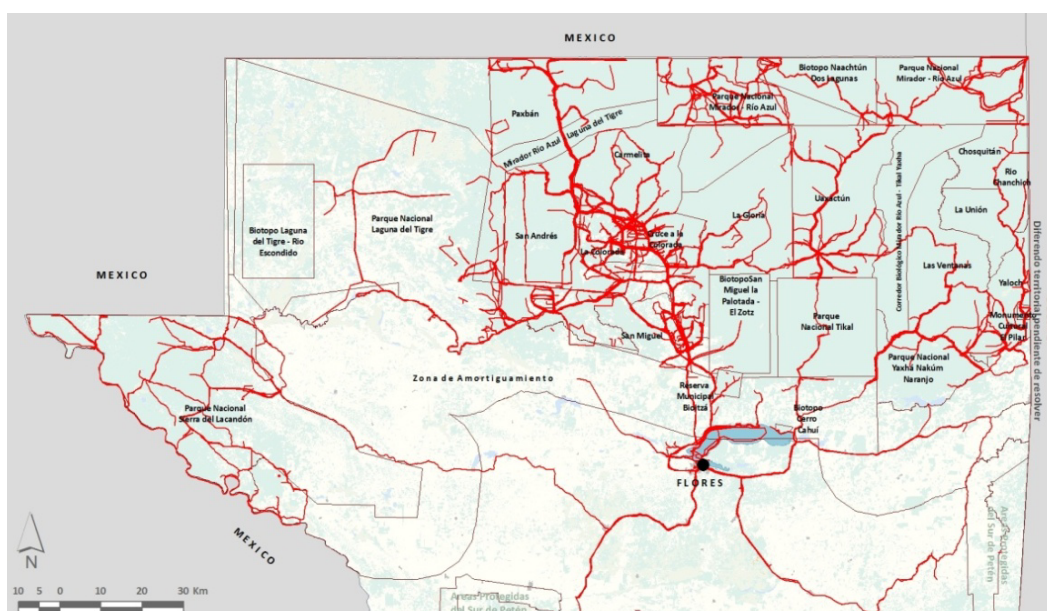 MEXICO
Biotopo Naachtún
Dos Lagunas
Parque Nacional
Mirador - Río Azul
Parque Nacional
Mirador - Río Azul
Paxbán
Mirador Río Azul - Laguna del Tigre
Carmelita
Chosquitán
Río
Chanchich
Corredor Biológico Mirador Río Azul - Tikal Yaxha
Uaxactún
La Unión
La Gloria
Parque Nacional
Laguna del Tigre
Biotopo Laguna
del Tigre - Río
Escondido
San Andrés
Cruce a la
Colorada
La Colorada
Las Ventanas
Diferendo territorial pendiente de resolver
MEXICO
BiotopoSan
Miguel la
Palotada -
El Zotz
Yaloch
Monumento
Cultural
El Pilar
Parque
Nacional Tikal
San Miguel
Parque Nacional
Yaxhá Nakúm
Naranjo
Zona de Amortiguamiento
Reserva
Municipal
Bioitzá
Biotopo
Cerro
Cahuí
Parque Nacional
Sierra del Lacandón
FLORES
MEXICO
Areas Protegidas
del Sur de Petén
N
10 5 0 10 20 30 Km
Areas Protegidas
del Sur de Petén